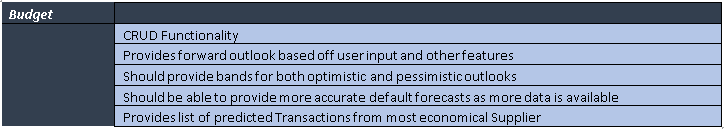 Budget
CRUD Functionality
Provides forward outlook based off user input and other features
Should provide bands for both optimistic and pessimistic outlooks
Should be able to provide more accurate default forecasts as more data is available
Provides list of predicted Transactions from most economical Supplier